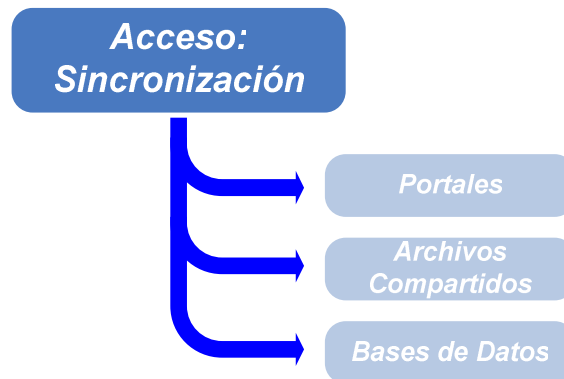 Acceso:
Sincronización
Portales
Archivos
Compartidos
Bases de Datos